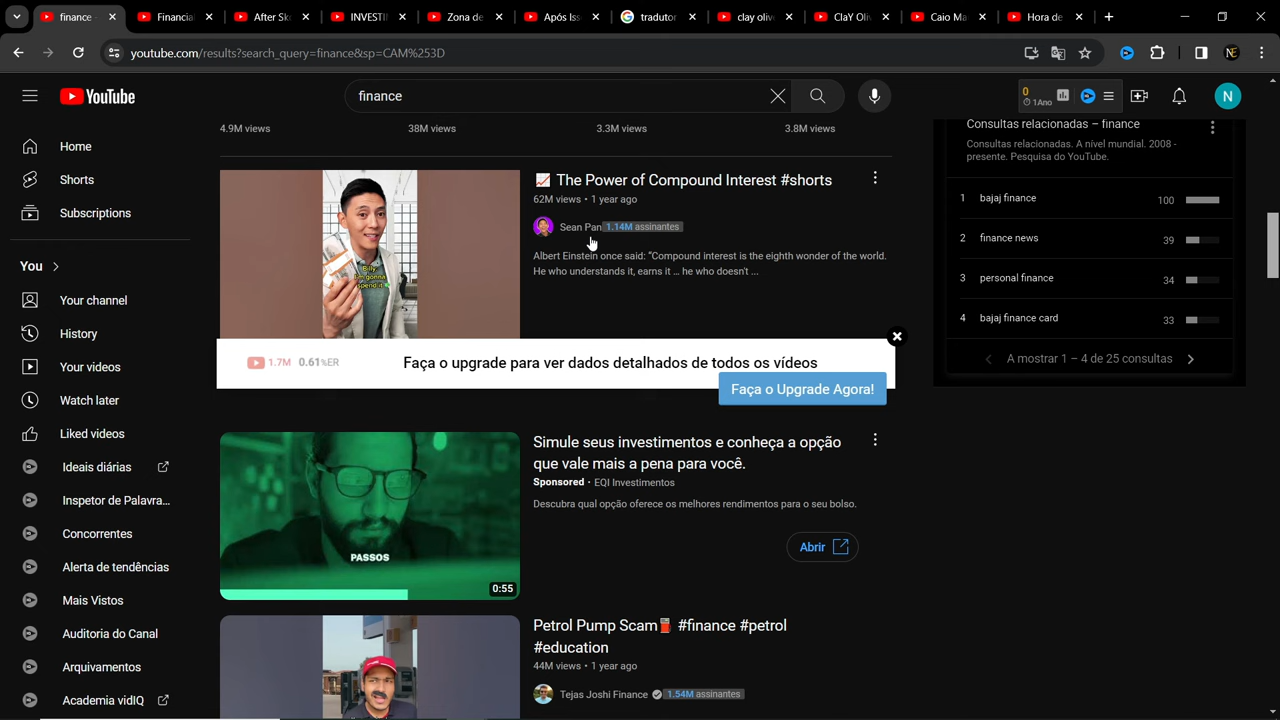 finance -
Financia
After Sk
INVESTIN
Zona de
Após Iss
tradutor
clay olive
ClaY Oli
Caio Ma
Hora de
youtube.com/results?search_query=finance&sp=CAM%253D
YouTube
finance
0
1Ano
N
4.9M views
38M views
3.3M views
3.8M views
Home
Shorts
Subscriptions
You
Your channel
History
Your videos
Watch later
Liked videos
Ideais diárias
Inspetor de Palavra...
Concorrentes
Alerta de tendências
Mais Vistos
Auditoria do Canal
Arquivamentos
Academia vidIQ
Billy
I'm gonna
spend it
📈 The Power of Compound Interest #shorts
62M views • 1 year ago
Sean Pan 1.14M assinantes
Albert Einstein once said: “Compound interest is the eighth wonder of the world.
He who understands it, earns it ... he who doesn't ...
1.7M 0.61%ER
Faça o upgrade para ver dados detalhados de todos os vídeos
Faça o Upgrade Agora!
PASSOS
0:55
Simule seus investimentos e conheça a opção
que vale mais a pena para você.
Sponsored • EQI Investimentos
Descubra qual opção oferece os melhores rendimentos para o seu bolso.
Abrir
Petrol Pump Scam⛽ #finance #petrol
#education
44M views • 1 year ago
Tejas Joshi Finance 1.54M assinantes
Consultas relacionadas – finance
Consultas relacionadas. A nível mundial. 2008 -
presente. Pesquisa do YouTube.
1 bajaj finance 100
2 finance news 39
3 personal finance 34
4 bajaj finance card 33
A mostrar 1 – 4 de 25 consultas